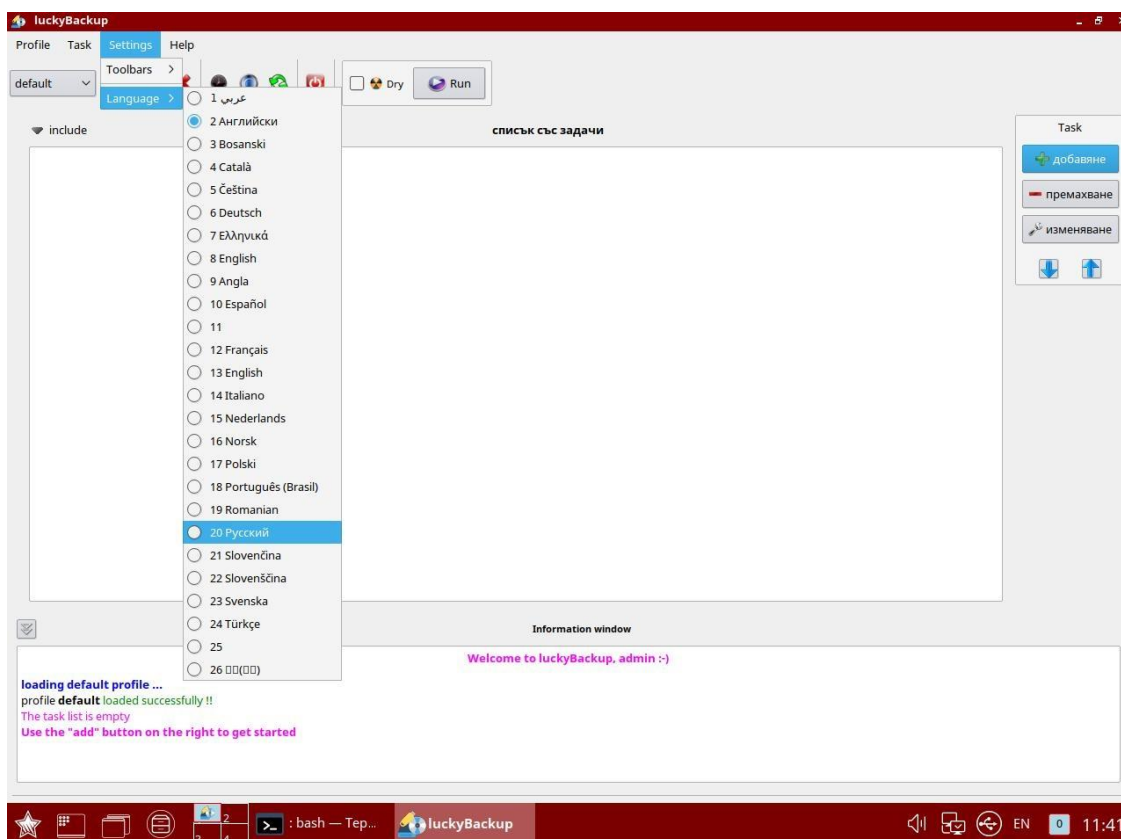 luckyBackup
Profile Task Settings Help
default
Toolbars
Dry
Run
Language
1 عربي
2 Английски
3 Bosanski
4 Català
5 Čeština
6 Deutsch
7 Ελληνικά
8 English
9 Angla
10 Español
11
12 Français
13 English
14 Italiano
15 Nederlands
16 Norsk
17 Polski
18 Português (Brasil)
19 Romanian
20 Русский
21 Slovenčina
22 Slovenščina
23 Svenska
24 Türkçe
25
26
include
списък със задачи
Task
добавяне
премахване
изменяване
Information window
Welcome to luckyBackup, admin :-)
loading default profile ...
profile default loaded successfully !!
The task list is empty
Use the "add" button on the right to get started
2
3 4
: bash — Тер...
luckyBackup
EN
0
11:41